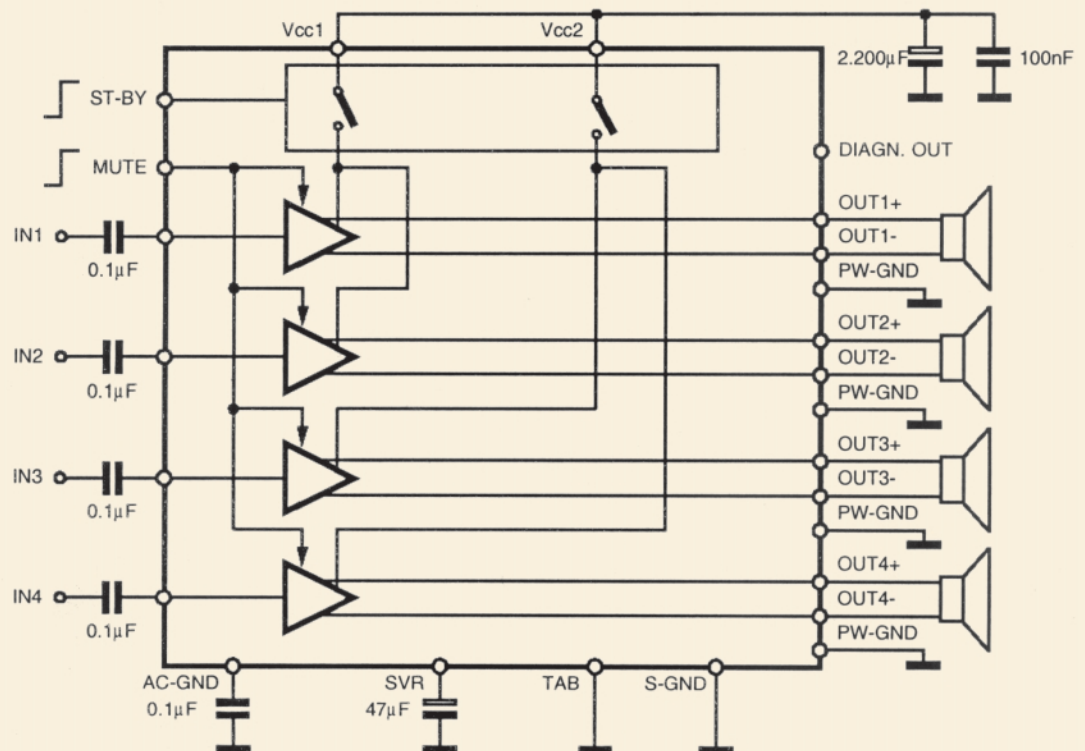 Vcc1
Vcc2
2.200µF
100nF
ST-BY
MUTE
DIAGN. OUT
OUT1+
IN1
OUT1-
0.1µF
PW-GND
OUT2+
IN2
OUT2-
0.1µF
PW-GND
OUT3+
IN3
OUT3-
0.1µF
PW-GND
OUT4+
IN4
OUT4-
0.1µF
PW-GND
AC-GND
SVR
TAB
S-GND
0.1µF
47µF